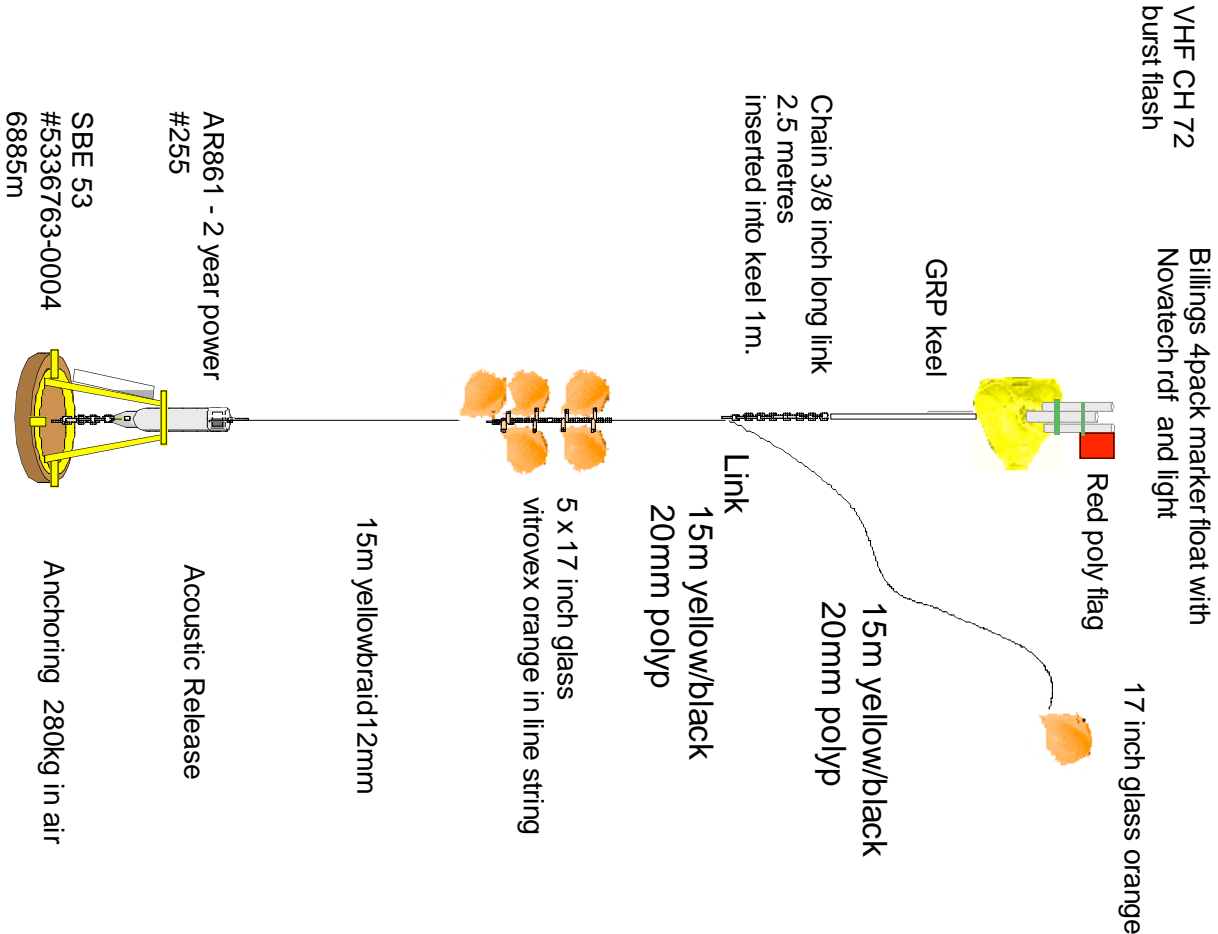 VHF CH 72
burst flash
Billings 4pack marker float with
Novatech rdf and light
Red poly flag
17 inch glass orange
GRP keel
Chain 3/8 inch long link
2.5 metres
inserted into keel 1m.
15m yellow/black
20mm polyp
Link
15m yellow/black
20mm polyp
5 x 17 inch glass
vitrovex orange in line string
15m yellowbraid12mm
AR861 - 2 year power
#255
Acoustic Release
SBE 53
#5336763-0004
6885m
Anchoring 280kg in air